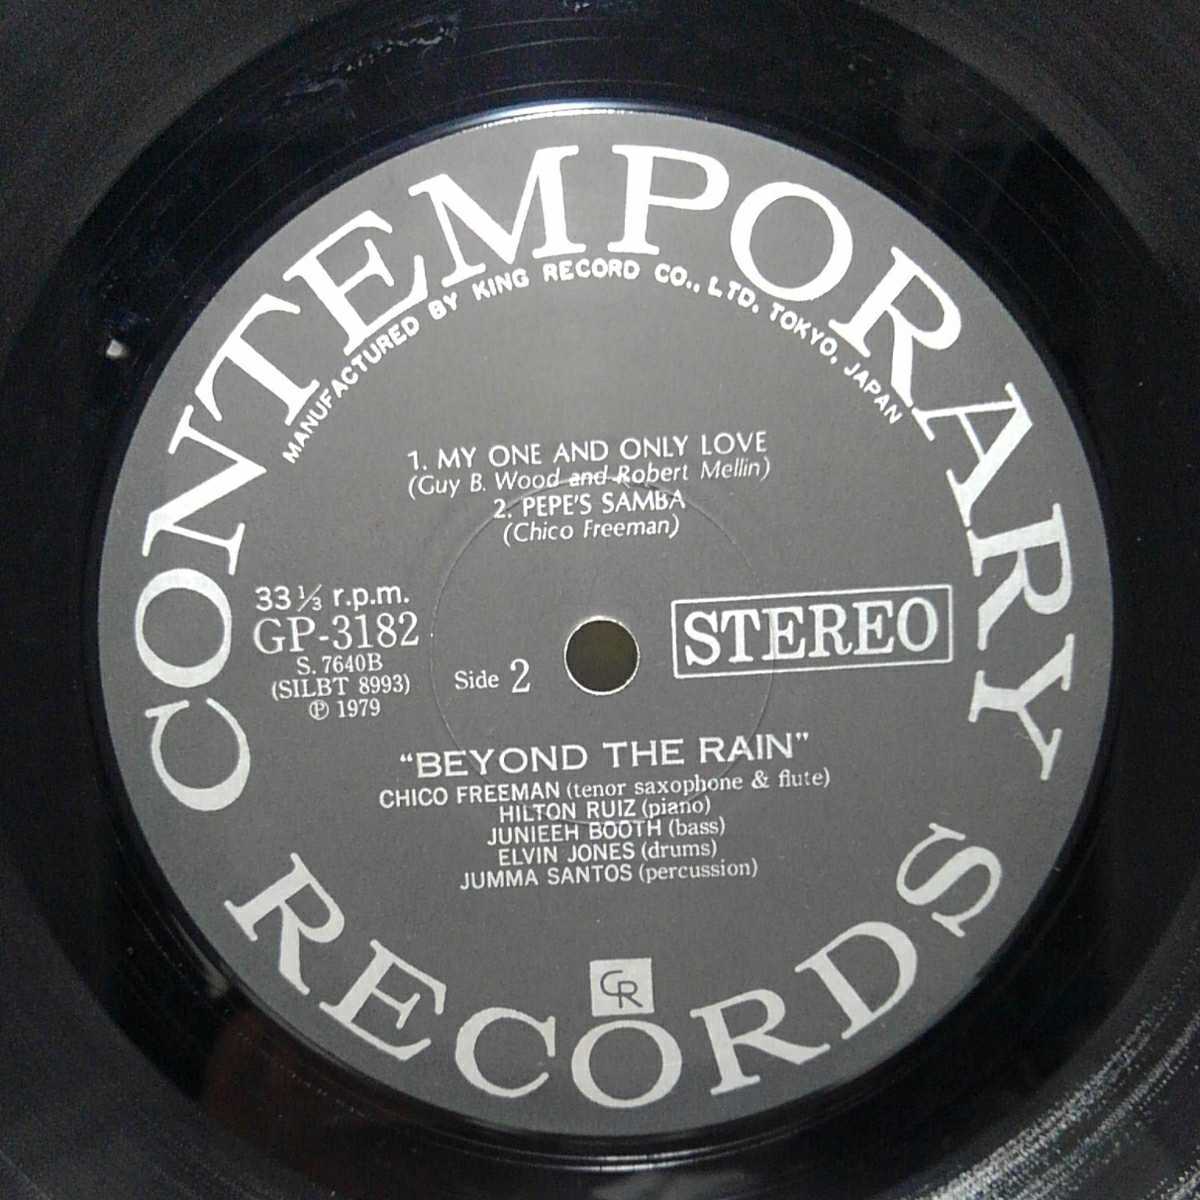 CONTEMPORARY
MANUFACTURED BY KING RECORD CO., LTD. TOKYO, JAPAN
1. MY ONE AND ONLY LOVE
(Guy B. Wood and Robert Mellin)
2. PEPE'S SAMBA
(Chico Freeman)
33 1/3 r.p.m.
GP-3182
S. 7640B
(SILBT 8993)
Ⓟ 1979
Side 2
STEREO
"BEYOND THE RAIN"
CHICO FREEMAN (tenor saxophone & flute)
HILTON RUIZ (piano)
JUNIEEH BOOTH (bass)
ELVIN JONES (drums)
JUMMA SANTOS (percussion)
CR
RECORDS